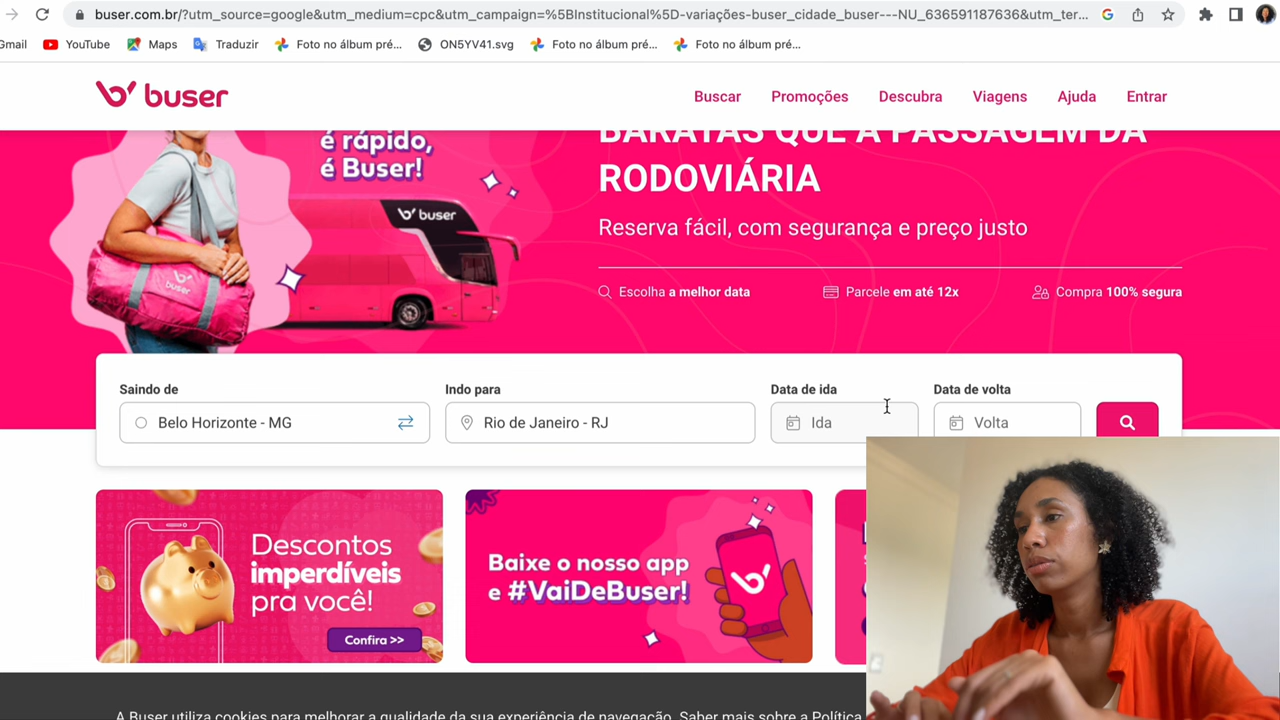 buser.com.br/?utm_source=google&utm_medium=cpc&utm_campaign=%5BInstitucional%5D-variações-buser_cidade_buser---NU_636591187636&utm_ter...
Gmail
YouTube
Maps
Traduzir
Foto no álbum pré...
ON5YV41.svg
Foto no álbum pré...
Foto no álbum pré...
buser
Buscar
Promoções
Descubra
Viagens
Ajuda
Entrar
é rápido,
é Buser!
buser
buser
BARATAS QUE A PASSAGEM DA
RODOVIÁRIA
Reserva fácil, com segurança e preço justo
Escolha a melhor data
Parcele em até 12x
Compra 100% segura
Saindo de
Belo Horizonte - MG
Indo para
Rio de Janeiro - RJ
Data de ida
Ida
Data de volta
Volta
Descontos
imperdíveis
pra você!
Confira >>
Baixe o nosso app
e #VaiDeBuser!
A Buser utiliza cookies para melhorar a qualidade da sua experiência de navegação. Saber mais sobre a Política